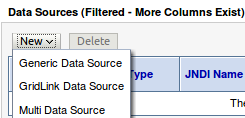 Data Sources (Filtered - More Columns Exist)
New Delete
Generic Data Source
Type JNDI Name
GridLink Data Source
The
Multi Data Source